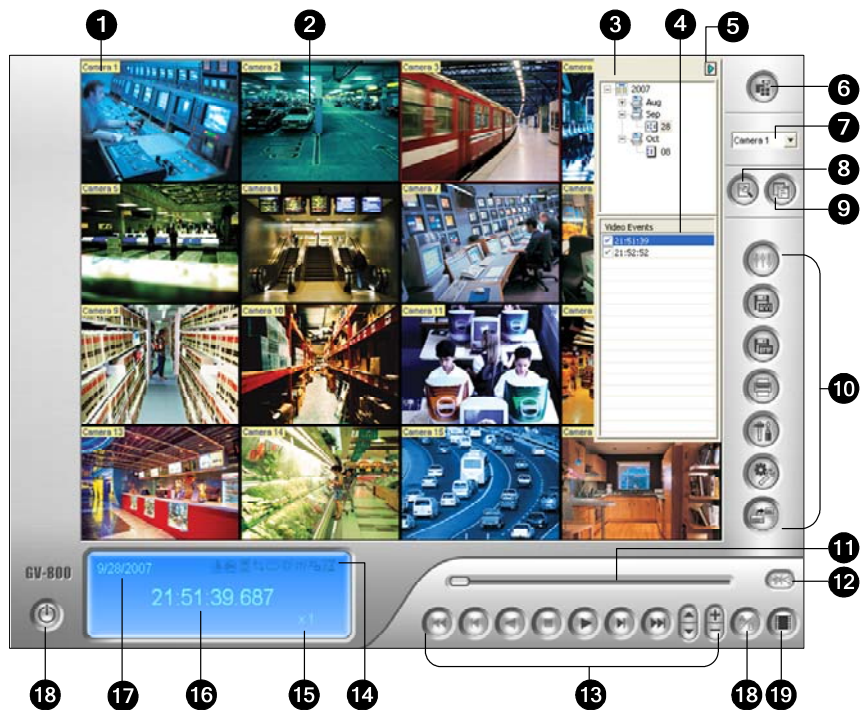 1
2
3
4
5
Camera 1
Camera 2
Camera 3
Camera
2007
Aug
Sep
28
Oct
08
6
7
Camera 1
8
9
Camera 5
Camera 6
Camera 7
Video Events
21:51:39
21:52:52
10
Camera 9
Camera 10
Camera 11
Camera 13
Camera 15
GV-800
9/28/2007
21:51:39.687
x 1
11
12
18
17
16
15
14
13
18
19